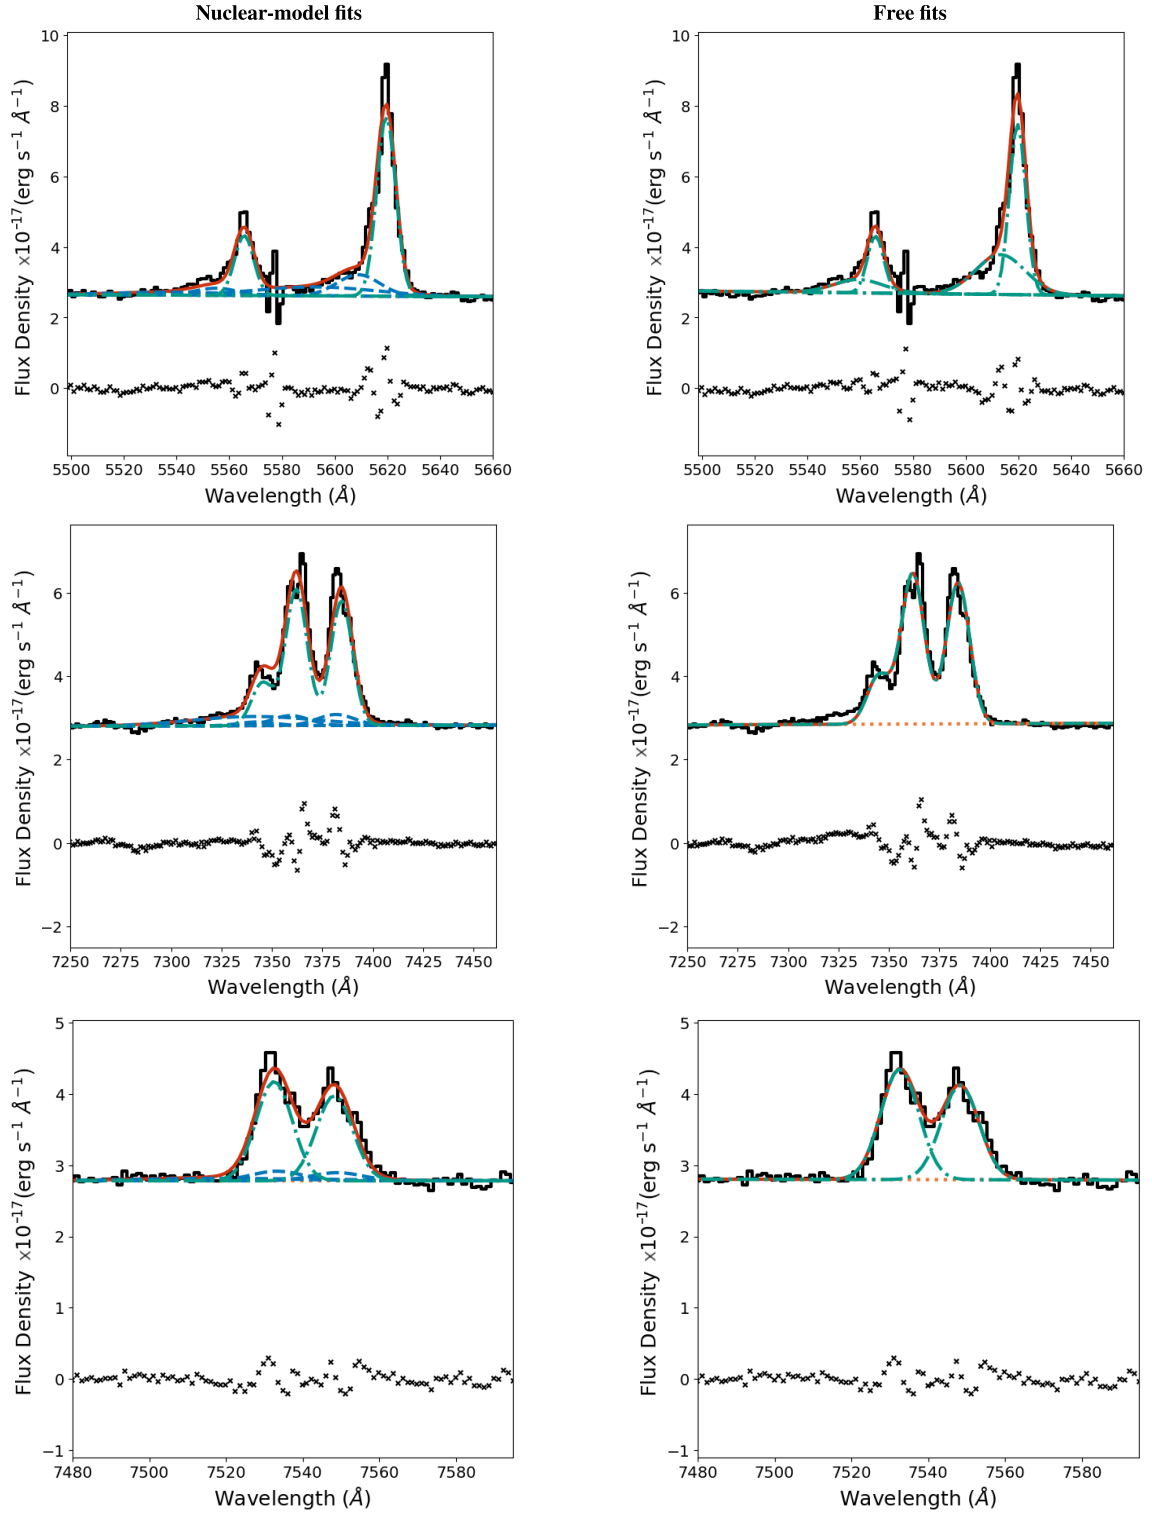 Nuclear-model fits
Free fits
10
8
6
4
2
0
Flux Density ×10⁻¹⁷(erg s⁻¹ Å⁻¹)
5500 5520 5540 5560 5580 5600 5620 5640 5660
Wavelength (Å)
10
8
6
4
2
0
Flux Density ×10⁻¹⁷(erg s⁻¹ Å⁻¹)
5500 5520 5540 5560 5580 5600 5620 5640 5660
Wavelength (Å)
6
4
2
0
−2
Flux Density ×10⁻¹⁷(erg s⁻¹ Å⁻¹)
7250 7275 7300 7325 7350 7375 7400 7425 7450
Wavelength (Å)
6
4
2
0
−2
Flux Density ×10⁻¹⁷(erg s⁻¹ Å⁻¹)
7250 7275 7300 7325 7350 7375 7400 7425 7450
Wavelength (Å)
5
4
3
2
1
0
−1
Flux Density ×10⁻¹⁷(erg s⁻¹ Å⁻¹)
7480 7500 7520 7540 7560 7580
Wavelength (Å)
5
4
3
2
1
0
−1
Flux Density ×10⁻¹⁷(erg s⁻¹ Å⁻¹)
7480 7500 7520 7540 7560 7580
Wavelength (Å)